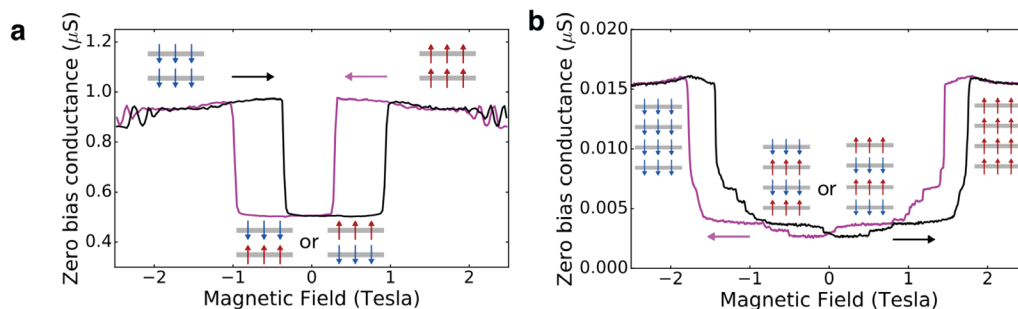 a
Zero bias conductance (μS)
1.2
1.0
0.8
0.6
0.4
or
−2
−1
0
1
2
Magnetic Field (Tesla)
b
Zero bias conductance (μS)
0.020
0.015
0.010
0.005
0.000
or
−2
−1
0
1
2
Magnetic Field (Tesla)